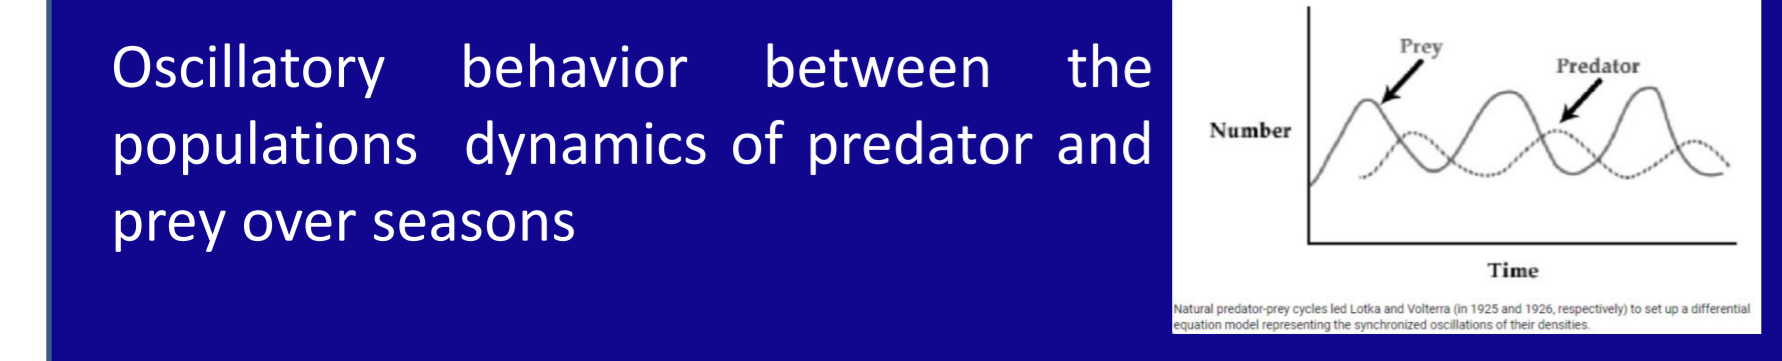 Oscillatory behavior between the
populations dynamics of predator and
prey over seasons
Prey
Predator
Number
Time
Natural predator-prey cycles led Lotka and Volterra (in 1925 and 1926, respectively) to set up a differential
equation model representing the synchronized oscillations of their densities.